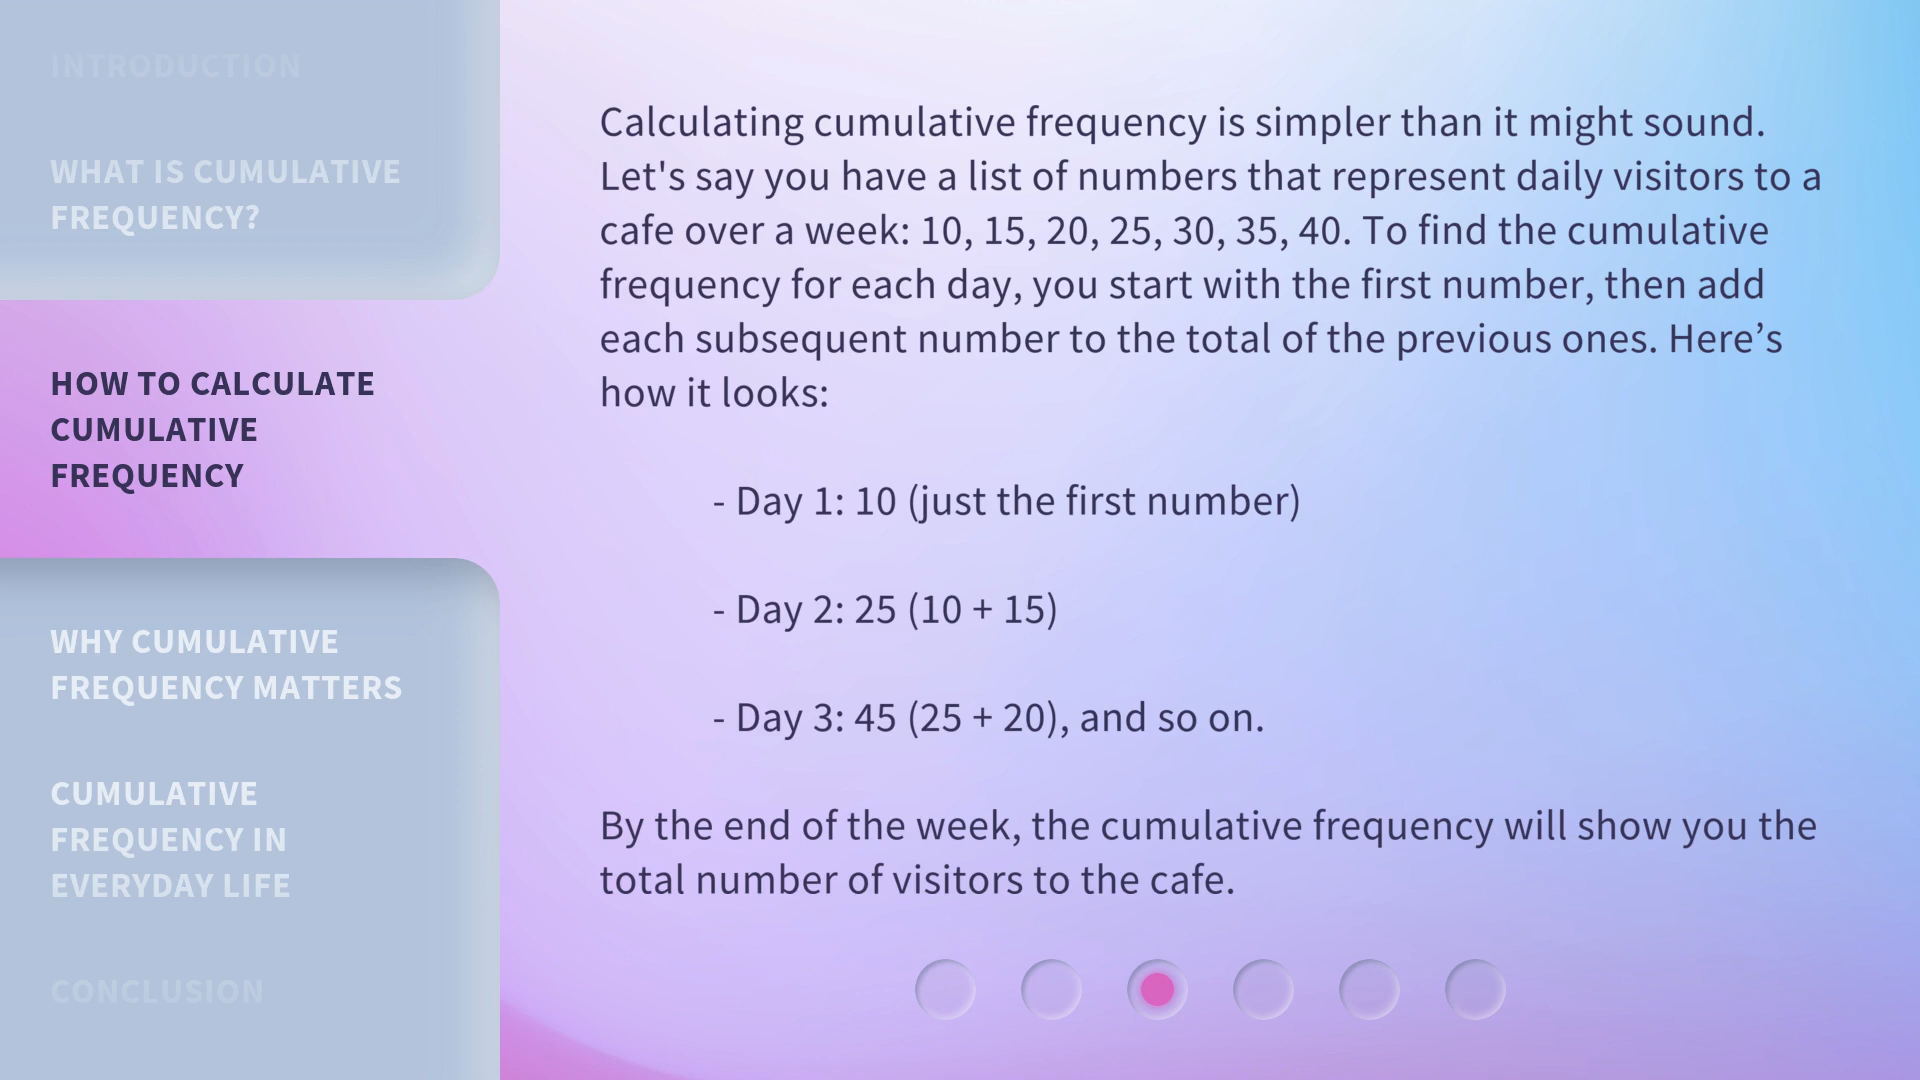 INTRODUCTION
WHAT IS CUMULATIVE
FREQUENCY?
HOW TO CALCULATE
CUMULATIVE
FREQUENCY
WHY CUMULATIVE
FREQUENCY MATTERS
CUMULATIVE
FREQUENCY IN
EVERYDAY LIFE
CONCLUSION
Calculating cumulative frequency is simpler than it might sound.
Let's say you have a list of numbers that represent daily visitors to a
cafe over a week: 10, 15, 20, 25, 30, 35, 40. To find the cumulative
frequency for each day, you start with the first number, then add
each subsequent number to the total of the previous ones. Here’s
how it looks:
- Day 1: 10 (just the first number)
- Day 2: 25 (10 + 15)
- Day 3: 45 (25 + 20), and so on.
By the end of the week, the cumulative frequency will show you the
total number of visitors to the cafe.